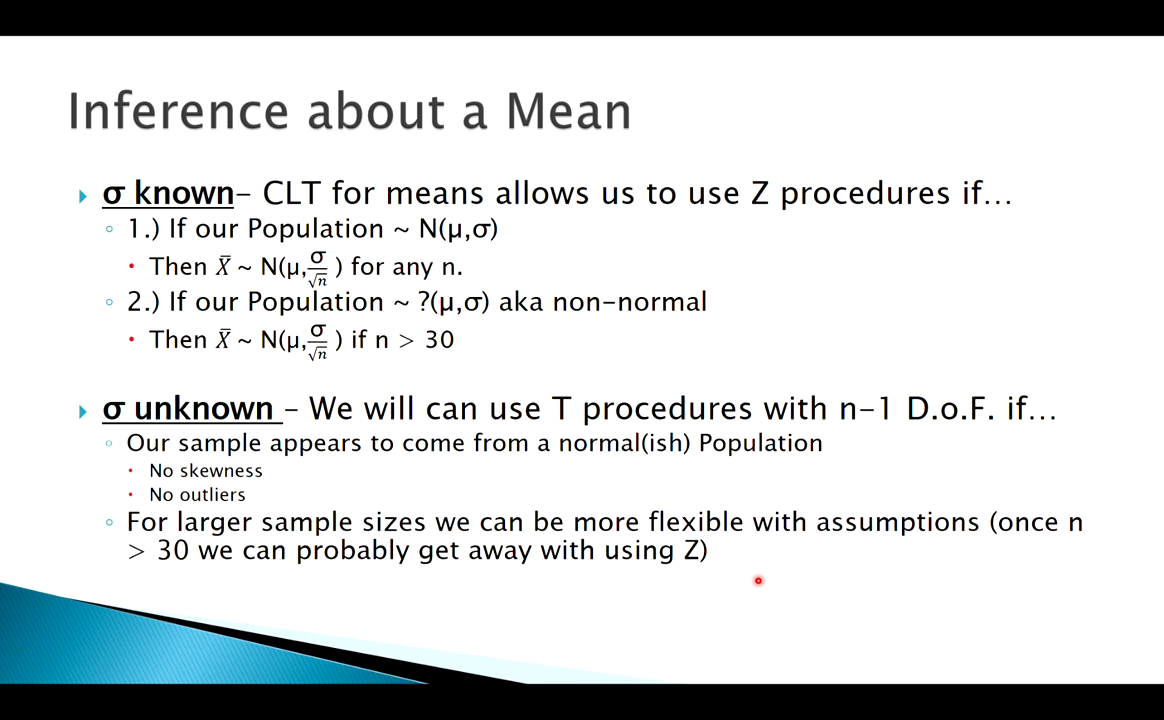 Inference about a Mean
σ known– CLT for means allows us to use Z procedures if…
1.) If our Population ~ N(μ,σ)
Then X̄ ~ N(μ,σ/√n ) for any n.
2.) If our Population ~ ?(μ,σ) aka non-normal
Then X̄ ~ N(μ,σ/√n ) if n > 30
σ unknown – We will can use T procedures with n-1 D.o.F. if…
Our sample appears to come from a normal(ish) Population
No skewness
No outliers
For larger sample sizes we can be more flexible with assumptions (once n
> 30 we can probably get away with using Z)